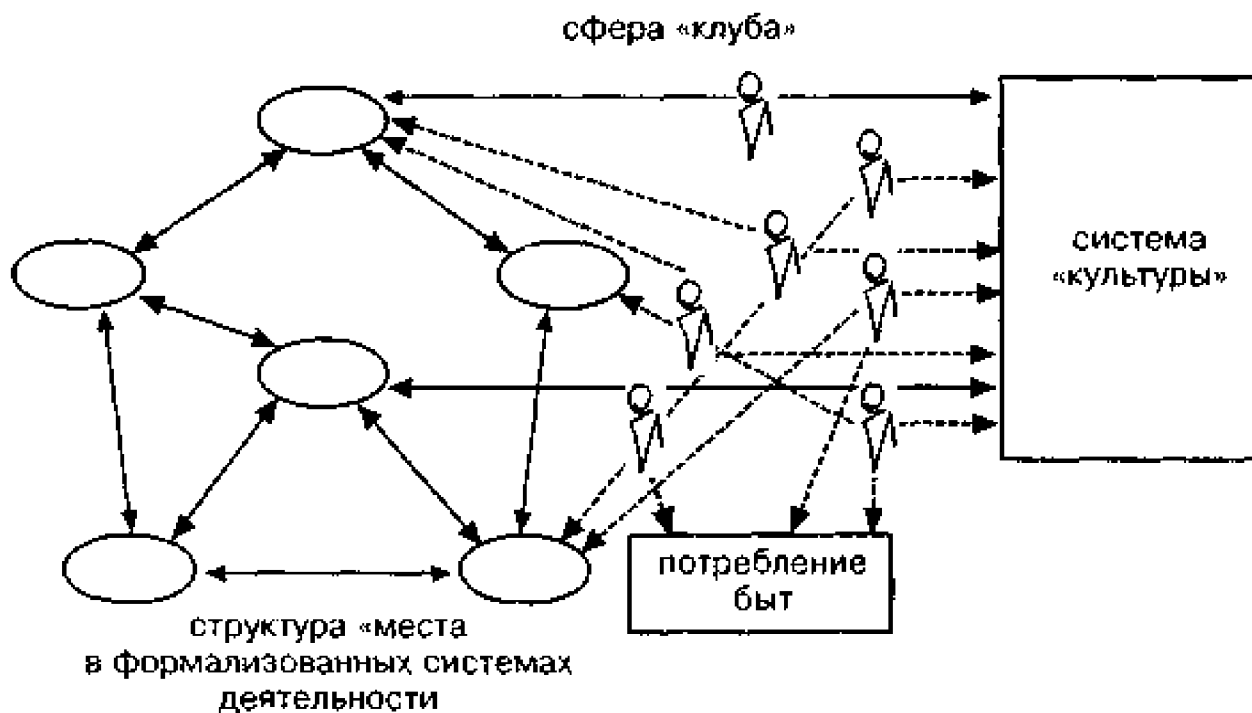 сфера «клуба»
система
«культуры»
потребление
быт
структура «места
в формализованных системах
деятельности